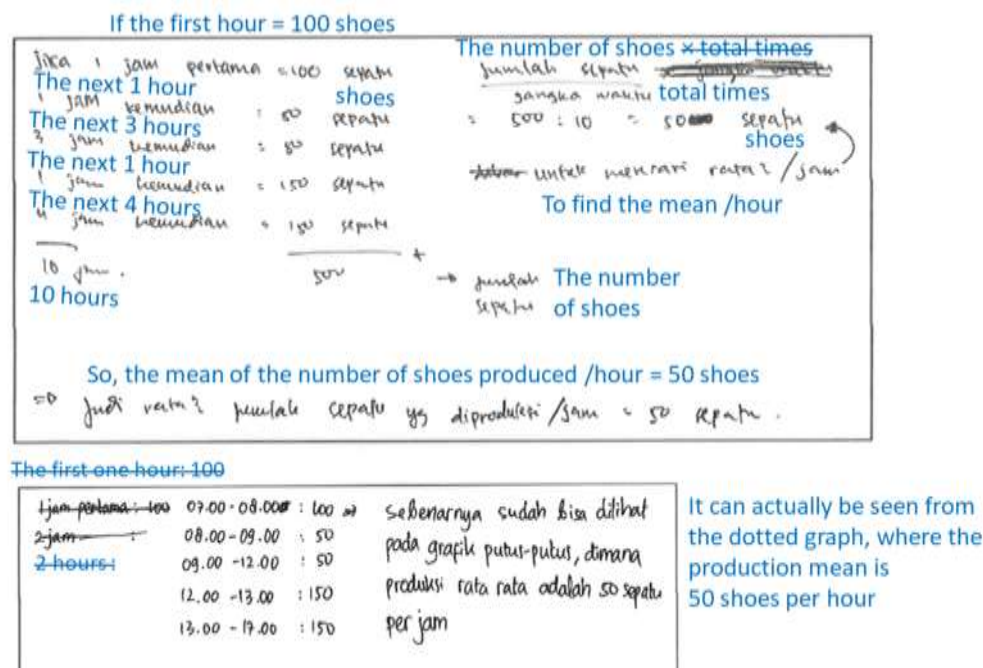 If the first hour = 100 shoes
jika 1 jam pertama = 100 sepatu
The next 1 hour
shoes
1 jam kemudian : 50 sepatu
The next 3 hours
3 jam kemudian : 50 sepatu
The next 1 hour
1 jam kemudian = 150 sepatu
The next 4 hours
4 jam kemudian = 150 sepatu
10 jam.
500 +
10 hours
The number of shoes × total times
jumlah sepatu
jangka waktu total times
= 500 : 10 = 50 sepatu
shoes
untuk mencari rata2 /jam
To find the mean /hour
→ jumlah The number
sepatu of shoes
So, the mean of the number of shoes produced /hour = 50 shoes
⇒ Jadi rata2 jumlah sepatu yg diproduksi /jam = 50 sepatu.
The first one hour: 100
1 jam pertama : 100 07.00 - 08.00 : 100 ⇒ sebenarnya sudah bisa dilihat
2 jam : 08.00 - 09.00 : 50 pada grafik putus-putus, dimana
2 hours: 09.00 - 12.00 : 50 produksi rata rata adalah 50 sepatu
12.00 - 13.00 : 150 per jam
13.00 - 17.00 : 150
It can actually be seen from
the dotted graph, where the
production mean is
50 shoes per hour